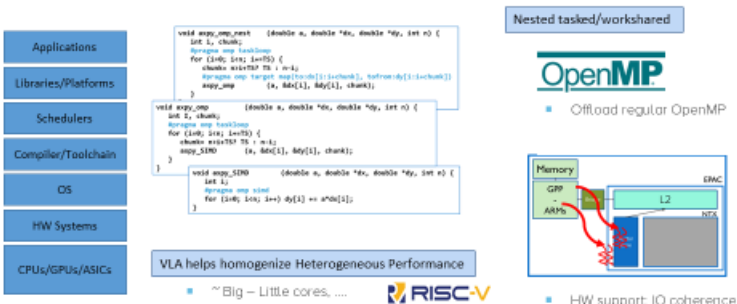 Applications
Libraries/Platforms
Schedulers
Compiler/Toolchain
OS
HW Systems
CPUs/GPUs/ASICs
void axpy_omp_nest (double a, double *dx, double *dy, int n) {
int i, chunk;
#pragma omp taskloop
for (i=0; i<n; i+=TS) {
chunk= n>i+TS? TS : n-i;
#pragma omp target map(to:dx[i:i+chunk], tofrom:dy[i:i+chunk])
axpy_omp (a, &dx[i], &dy[i], chunk);
}
void axpy_omp (double a, double *dx, double *dy, int n) {
int i, chunk;
#pragma omp taskloop
for (i=0; i<n; i+=TS) {
chunk= n>i+TS? TS : n-i;
axpy_SIMD (a, &dx[i], &dy[i], chunk);
}
}
void axpy_SIMD (double a, double *dx, double *dy, int n) {
int i;
#pragma omp simd
for (i=0; i<n; i++) dy[i] += a*dx[i];
}
VLA helps homogenize Heterogeneous Performance
▪ ~Big – Little cores, ....
RISC-V
Nested tasked/workshared
OpenMP
▪ Offload regular OpenMP
Memory
GPP
-
ARMs
EPAC
L2
NTX
▪ HW support: IO coherence